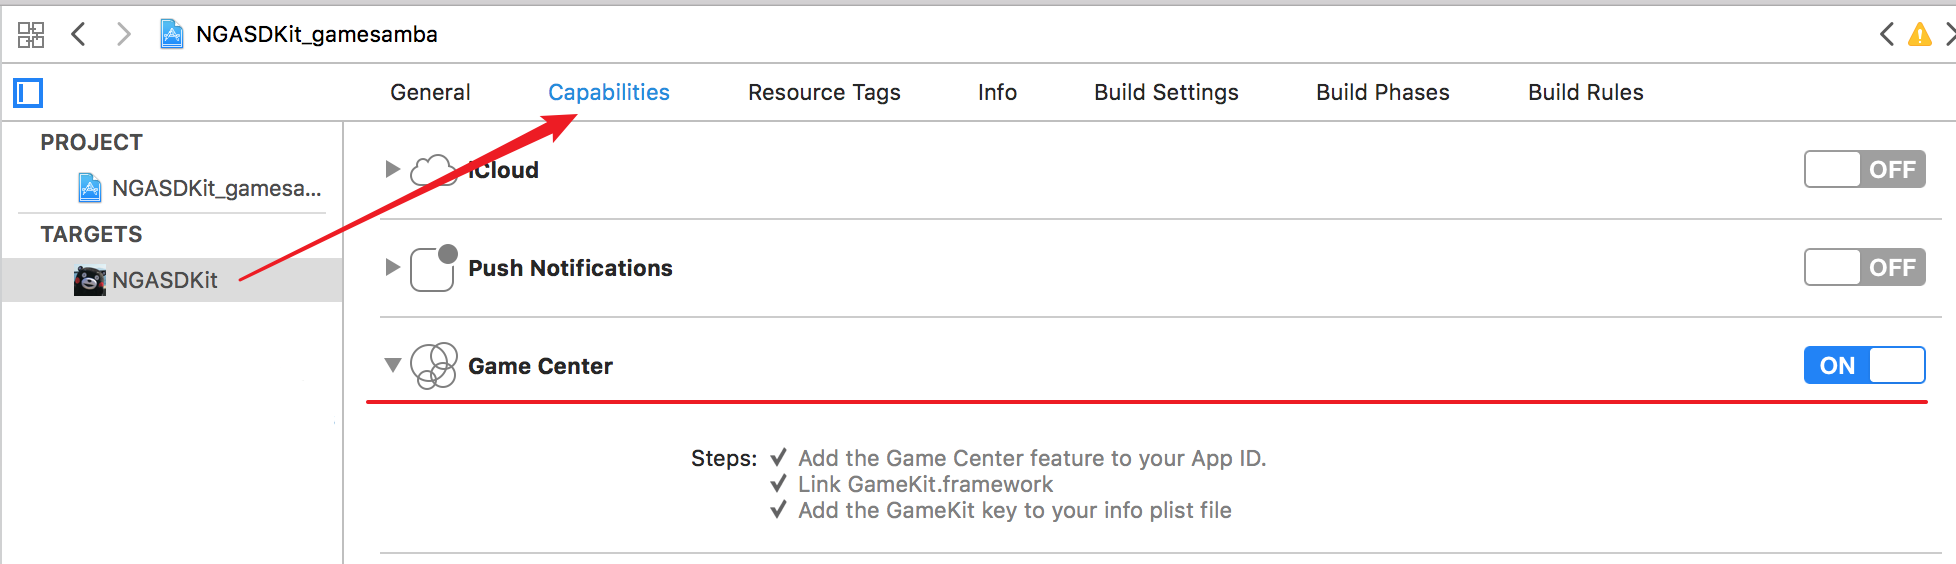 NGASDKit_gamesamba
General Capabilities Resource Tags Info Build Settings Build Phases Build Rules
PROJECT
NGASDKit_gamesa...
TARGETS
NGASDKit
iCloud OFF
Push Notifications OFF
Game Center ON
Steps: ✓ Add the Game Center feature to your App ID.
✓ Link GameKit.framework
✓ Add the GameKit key to your info plist file